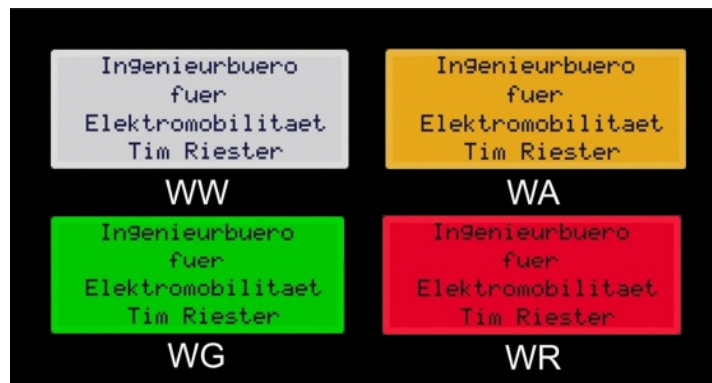 Ingenieurbuero
fuer
Elektromobilitaet
Tim Riester
WW
Ingenieurbuero
fuer
Elektromobilitaet
Tim Riester
WA
Ingenieurbuero
fuer
Elektromobilitaet
Tim Riester
WG
Ingenieurbuero
fuer
Elektromobilitaet
Tim Riester
WR